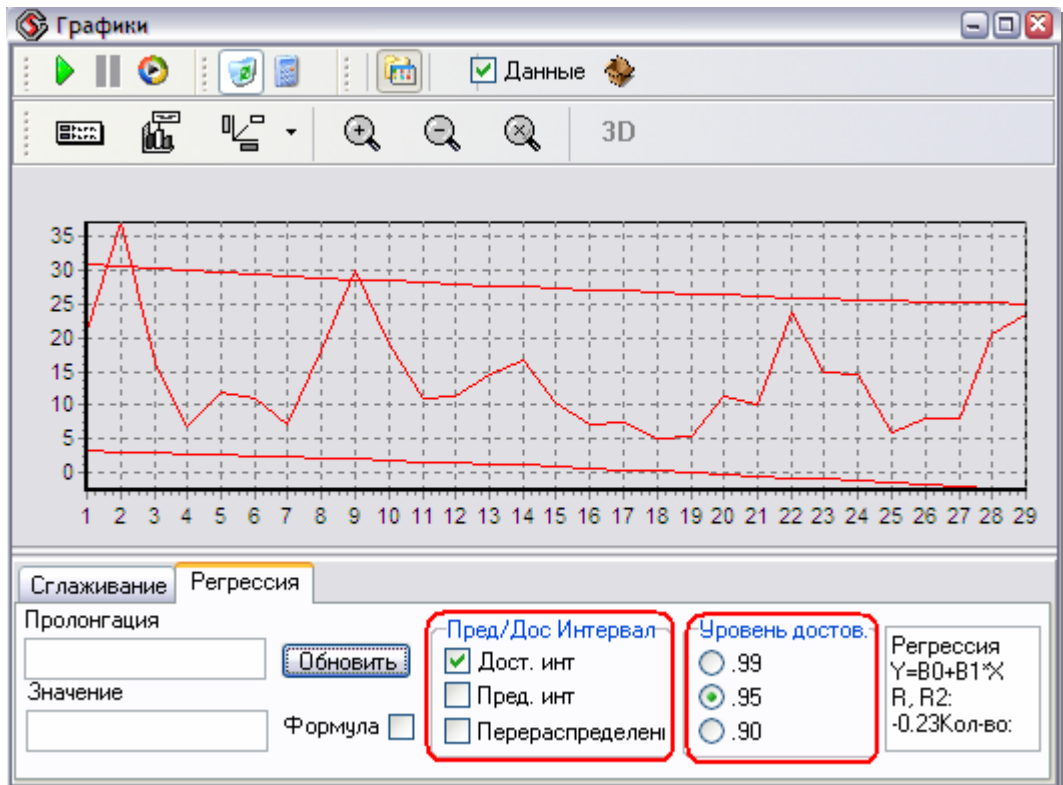 Графики
Данные
3D
35
30
25
20
15
10
5
0
1 2 3 4 5 6 7 8 9 10 11 12 13 14 15 16 17 18 19 20 21 22 23 24 25 26 27 28 29
Сглаживание Регрессия
Пролонгация
Обновить
Значение
Формула
Пред/Дос Интервал
Дост. инт
Пред. инт
Перераспределени
Уровень достов.
.99
.95
.90
Регрессия
Y=B0+B1*X
R, R2:
-0.23Кол-во: